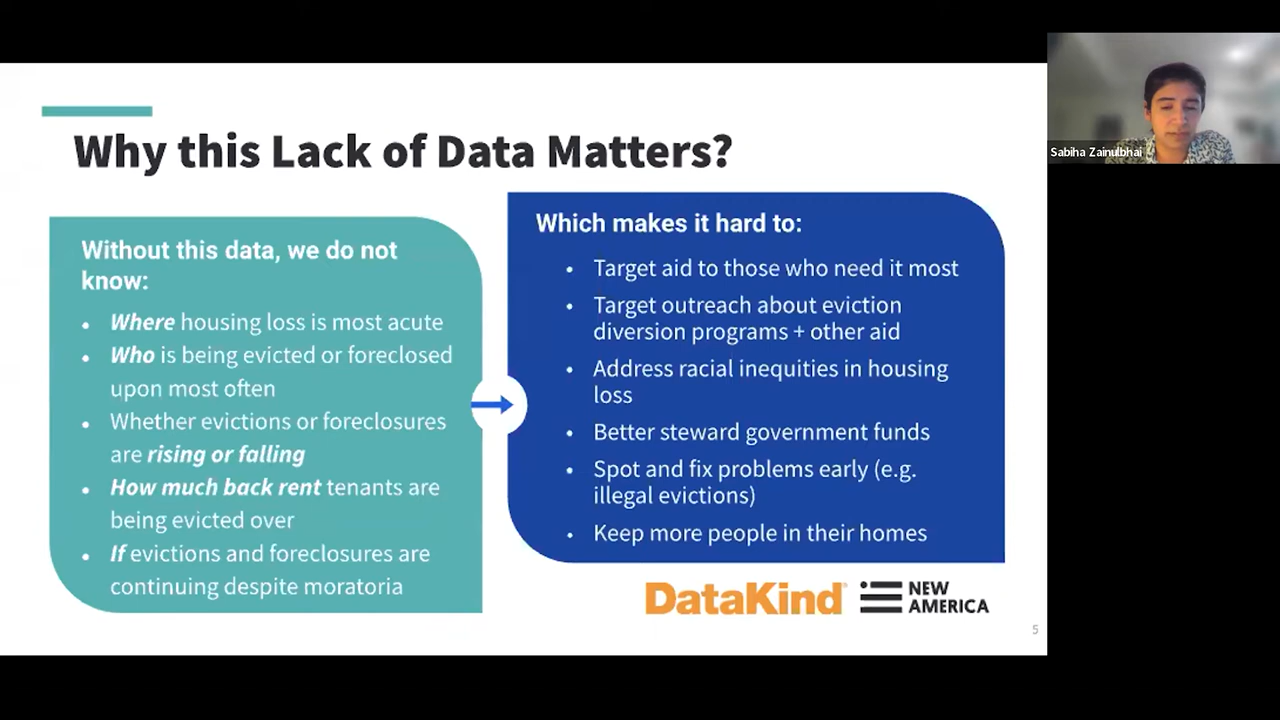 Why this Lack of Data Matters?
Without this data, we do not
know:
• Where housing loss is most acute
• Who is being evicted or foreclosed
upon most often
• Whether evictions or foreclosures
are rising or falling
• How much back rent tenants are
being evicted over
• If evictions and foreclosures are
continuing despite moratoria
Which makes it hard to:
• Target aid to those who need it most
• Target outreach about eviction
diversion programs + other aid
• Address racial inequities in housing
loss
• Better steward government funds
• Spot and fix problems early (e.g.
illegal evictions)
• Keep more people in their homes
DataKind®
NEW
AMERICA
5
Sabiha Zainulbhai